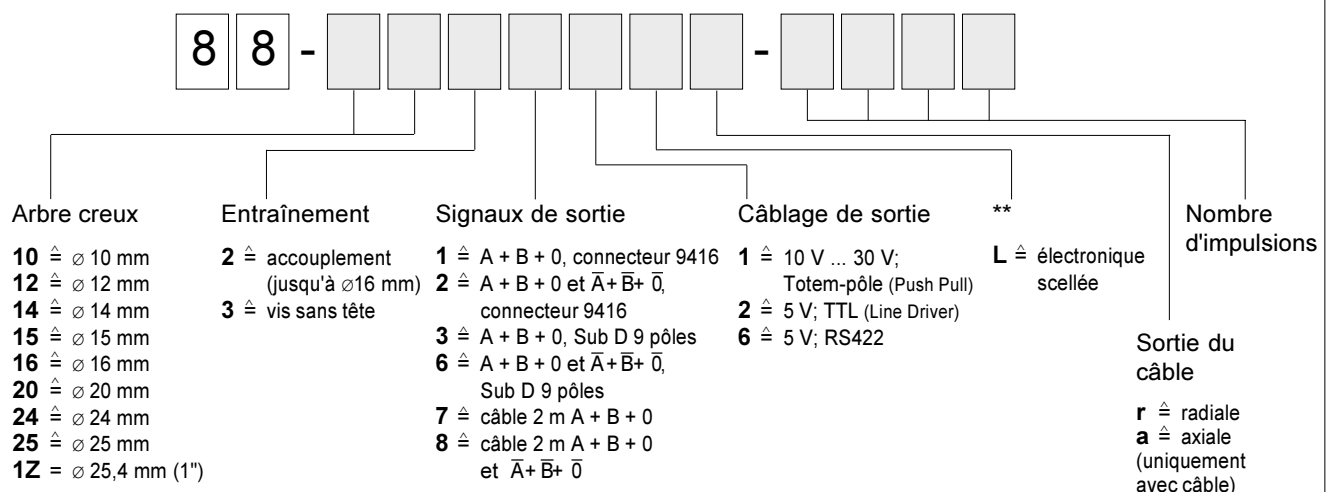 8 8 - -
Arbre creux
10 ≙ ⌀ 10 mm
12 ≙ ⌀ 12 mm
14 ≙ ⌀ 14 mm
15 ≙ ⌀ 15 mm
16 ≙ ⌀ 16 mm
20 ≙ ⌀ 20 mm
24 ≙ ⌀ 24 mm
25 ≙ ⌀ 25 mm
1Z = ⌀ 25,4 mm (1")
Entraînement
2 ≙ accouplement
(jusqu'à ⌀16 mm)
3 ≙ vis sans tête
Signaux de sortie
1 ≙ A + B + 0, connecteur 9416
2 ≙ A + B + 0 et A̅+B̅+ 0̅,
connecteur 9416
3 ≙ A + B + 0, Sub D 9 pôles
6 ≙ A + B + 0 et A̅+B̅+ 0̅,
Sub D 9 pôles
7 ≙ câble 2 m A + B + 0
8 ≙ câble 2 m A + B + 0
et A̅+B̅+ 0̅
Câblage de sortie
1 ≙ 10 V ... 30 V;
Totem-pôle (Push Pull)
2 ≙ 5 V; TTL (Line Driver)
6 ≙ 5 V; RS422
**
L ≙ électronique
scellée
Sortie du
câble
r ≙ radiale
a ≙ axiale
(uniquement
avec câble)
Nombre
d'impulsions